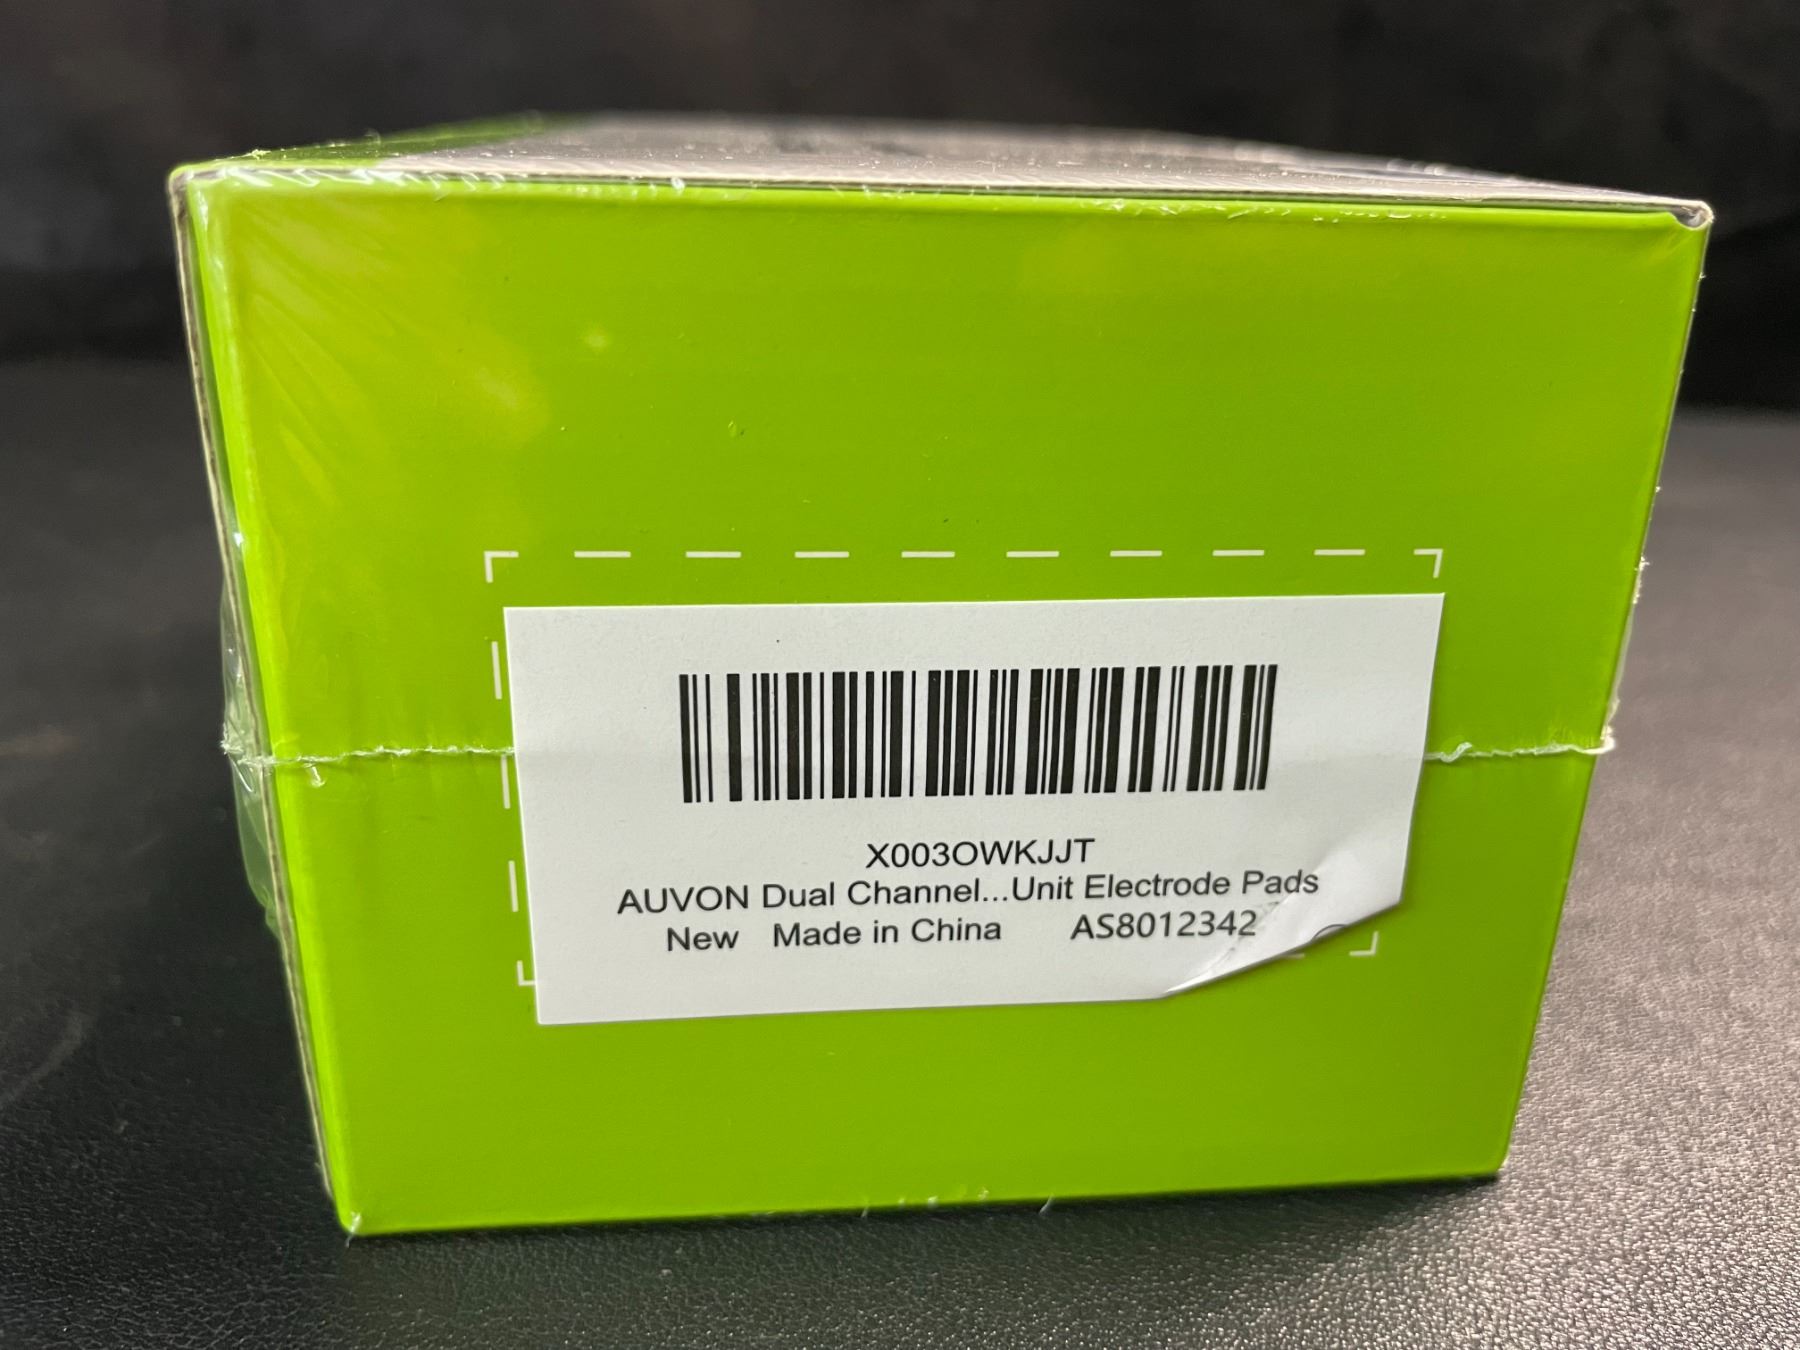 X003OWKJJT
AUVON Dual Channel...Unit Electrode Pads
New Made in China AS8012342